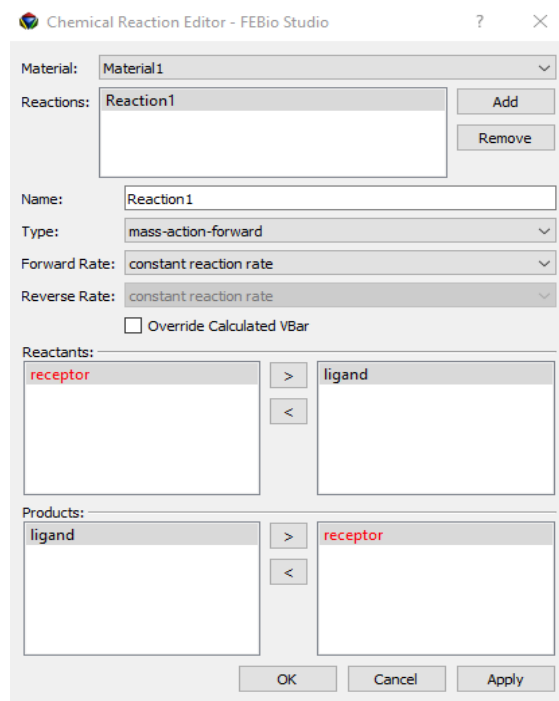 Chemical Reaction Editor - FEBio Studio ? ×
Material: Material1
Reactions: Reaction1 Add
Remove
Name: Reaction1
Type: mass-action-forward
Forward Rate: constant reaction rate
Reverse Rate: constant reaction rate
Override Calculated VBar
Reactants:
receptor > ligand
<
Products:
ligand > receptor
<
OK Cancel Apply